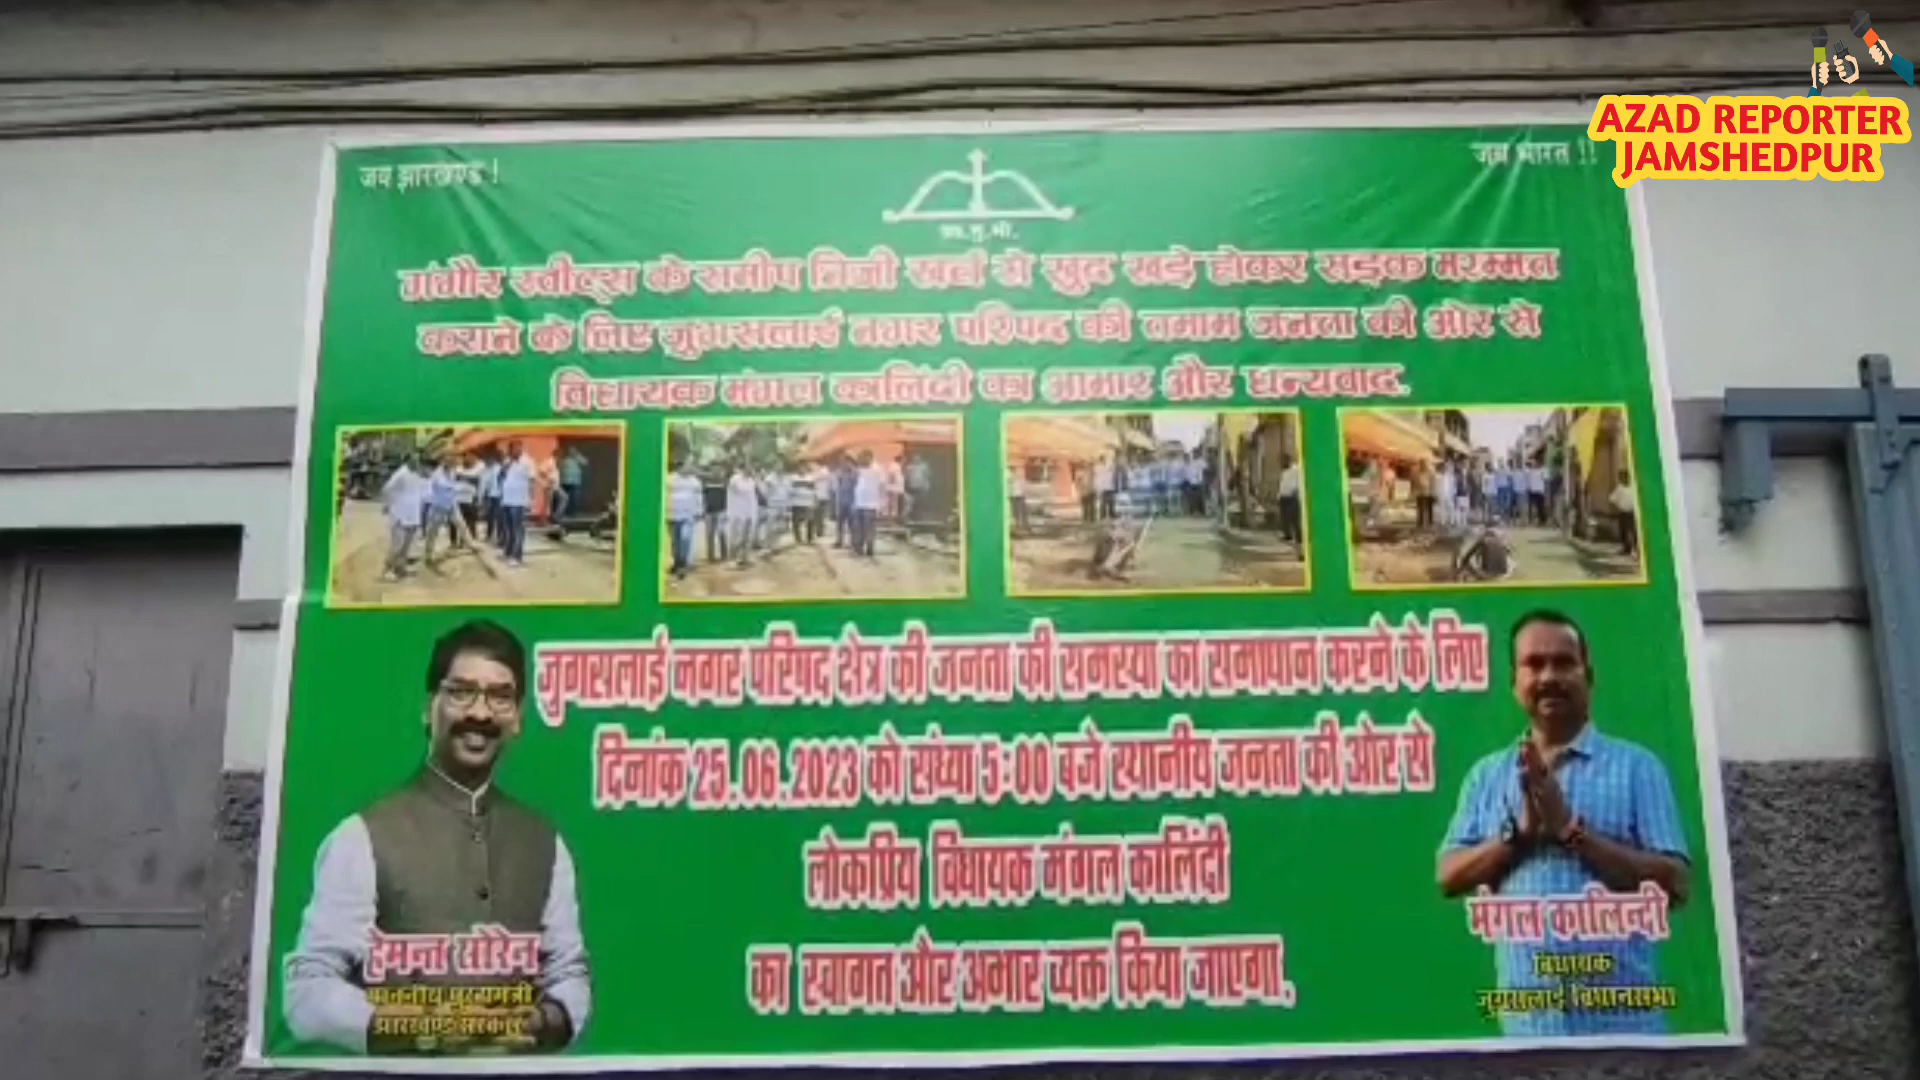 AZAD REPORTER
JAMSHEDPUR
जय झारखण्ड !
जय भारत !!
झा.मु.मो.
गंगौर स्वीट्स के समीप निजी खर्च से खुद खड़े होकर सड़क मरम्मत
कराने के लिए जुगसलाई नगर परिषद की तमाम जनता की ओर से
विधायक मंगल कालिंदी का आभार और धन्यवाद.
जुगसलाई नगर परिषद क्षेत्र की जनता की समस्या का समाधान करने के लिए
दिनांक 25.06.2023 को संध्या 5:00 बजे स्थानीय जनता की ओर से
लोकप्रिय विधायक मंगल कालिंदी
का स्वागत और अभार व्यक्त किया जाएगा.
हेमन्त सोरेन
माननीय मुख्यमंत्री
झारखण्ड सरकार
मंगल कालिन्दी
विधायक
जुगसलाई विधानसभा